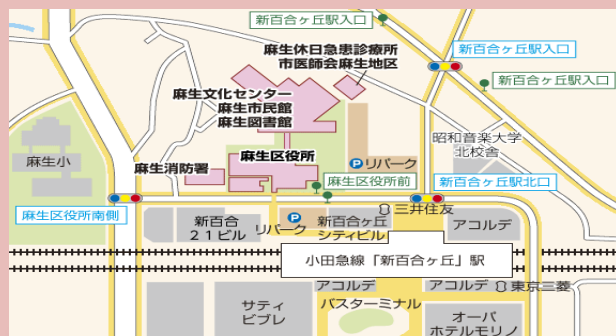 新百合ヶ丘駅入口
麻生休日急患診療所
市医師会麻生地区
新百合ヶ丘駅入口
新百合ヶ丘駅入口
麻生文化センター
麻生市民館
麻生図書館
昭和音楽大学
北校舎
麻生小
麻生消防署
麻生区役所
P リパーク
麻生区役所前
新百合ヶ丘駅北口
麻生区役所南側
三井住友
新百合
21ビル
P
リパーク
新百合ヶ丘
シティビル
アコルデ
小田急線「新百合ヶ丘」駅
アコルデ
アコルデ
東京三菱
サティ
ビブレ
バスターミナル
オーパ
ホテルモリノ